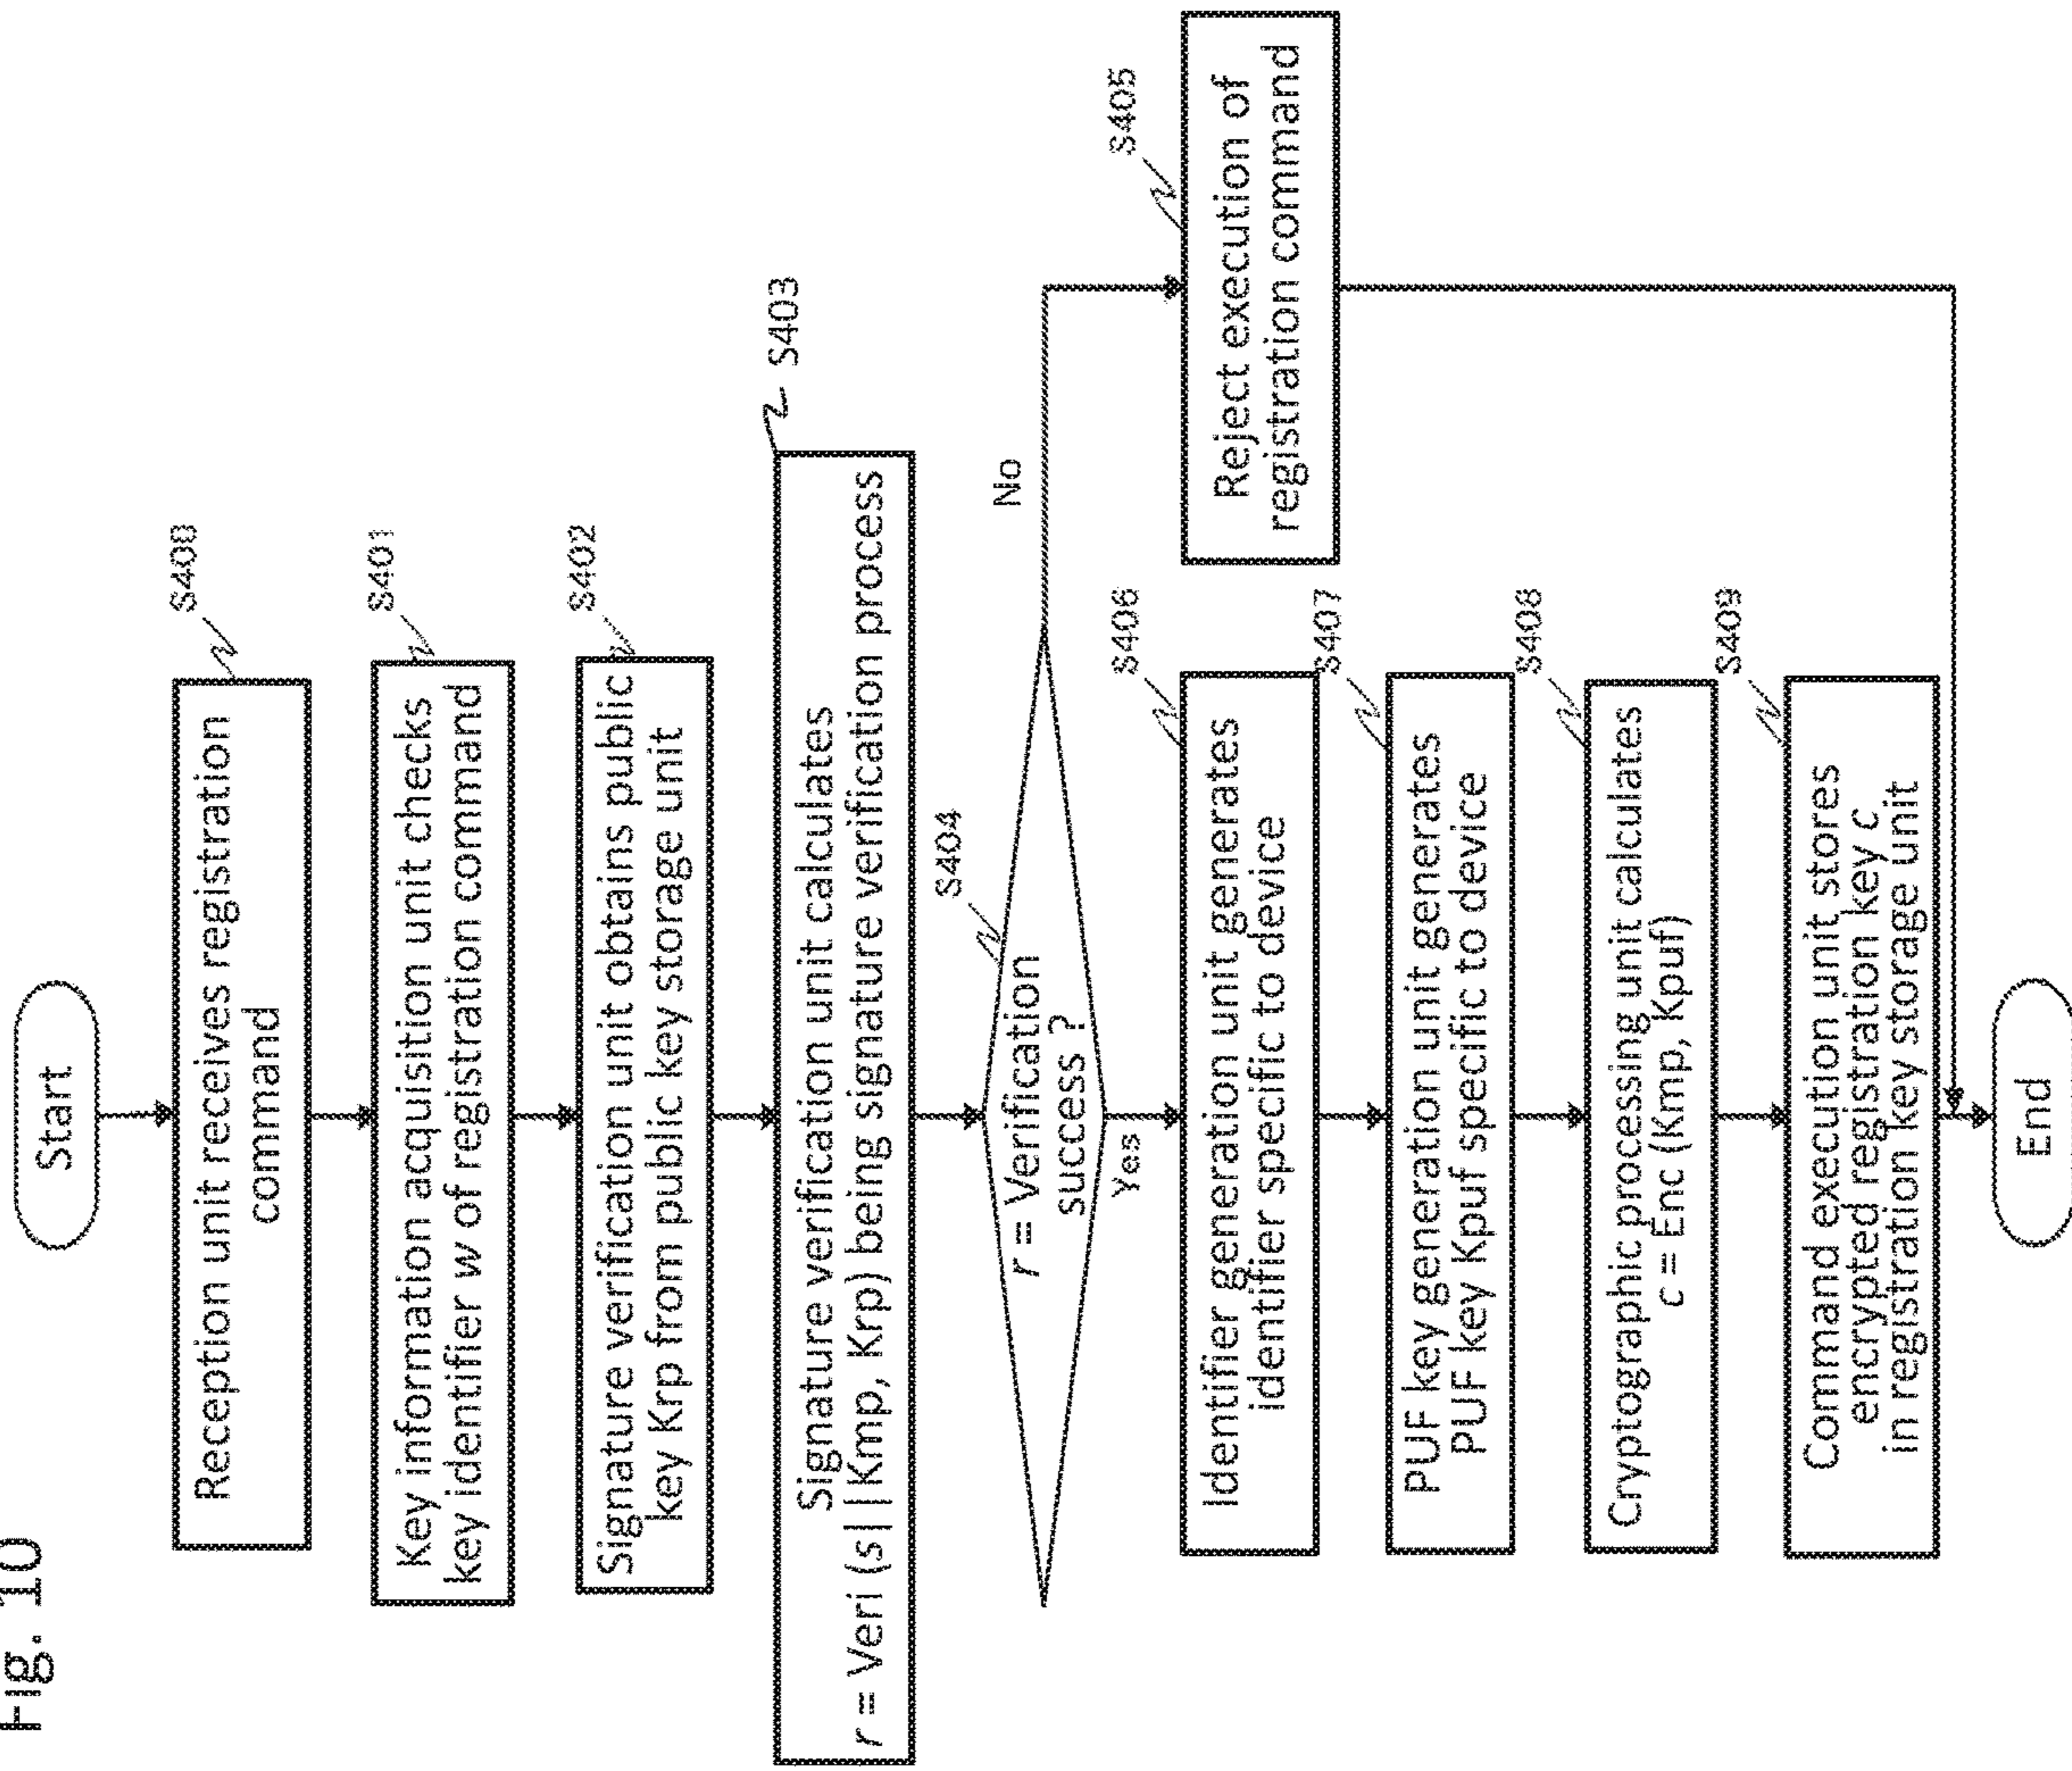 Fig. 10
Start
S400
Reception unit receives registration
command
S401
Key information acquisition unit checks
key identifier w of registration command
S402
Signature verification unit obtains public
key Krp from public key storage unit
S403
Signature verification unit calculates
r = Veri (s||Kmp, Krp) being signature verification process
S404
r = Verification
success ?
No
Yes
S405
Reject execution of
registration command
S406
Identifier generation unit generates
identifier specific to device
S407
PUF key generation unit generates
PUF key Kpuf specific to device
S408
Cryptographic processing unit calculates
c = Enc (Kmp, Kpuf)
S409
Command execution unit stores
encrypted registration key c
in registration key storage unit
End